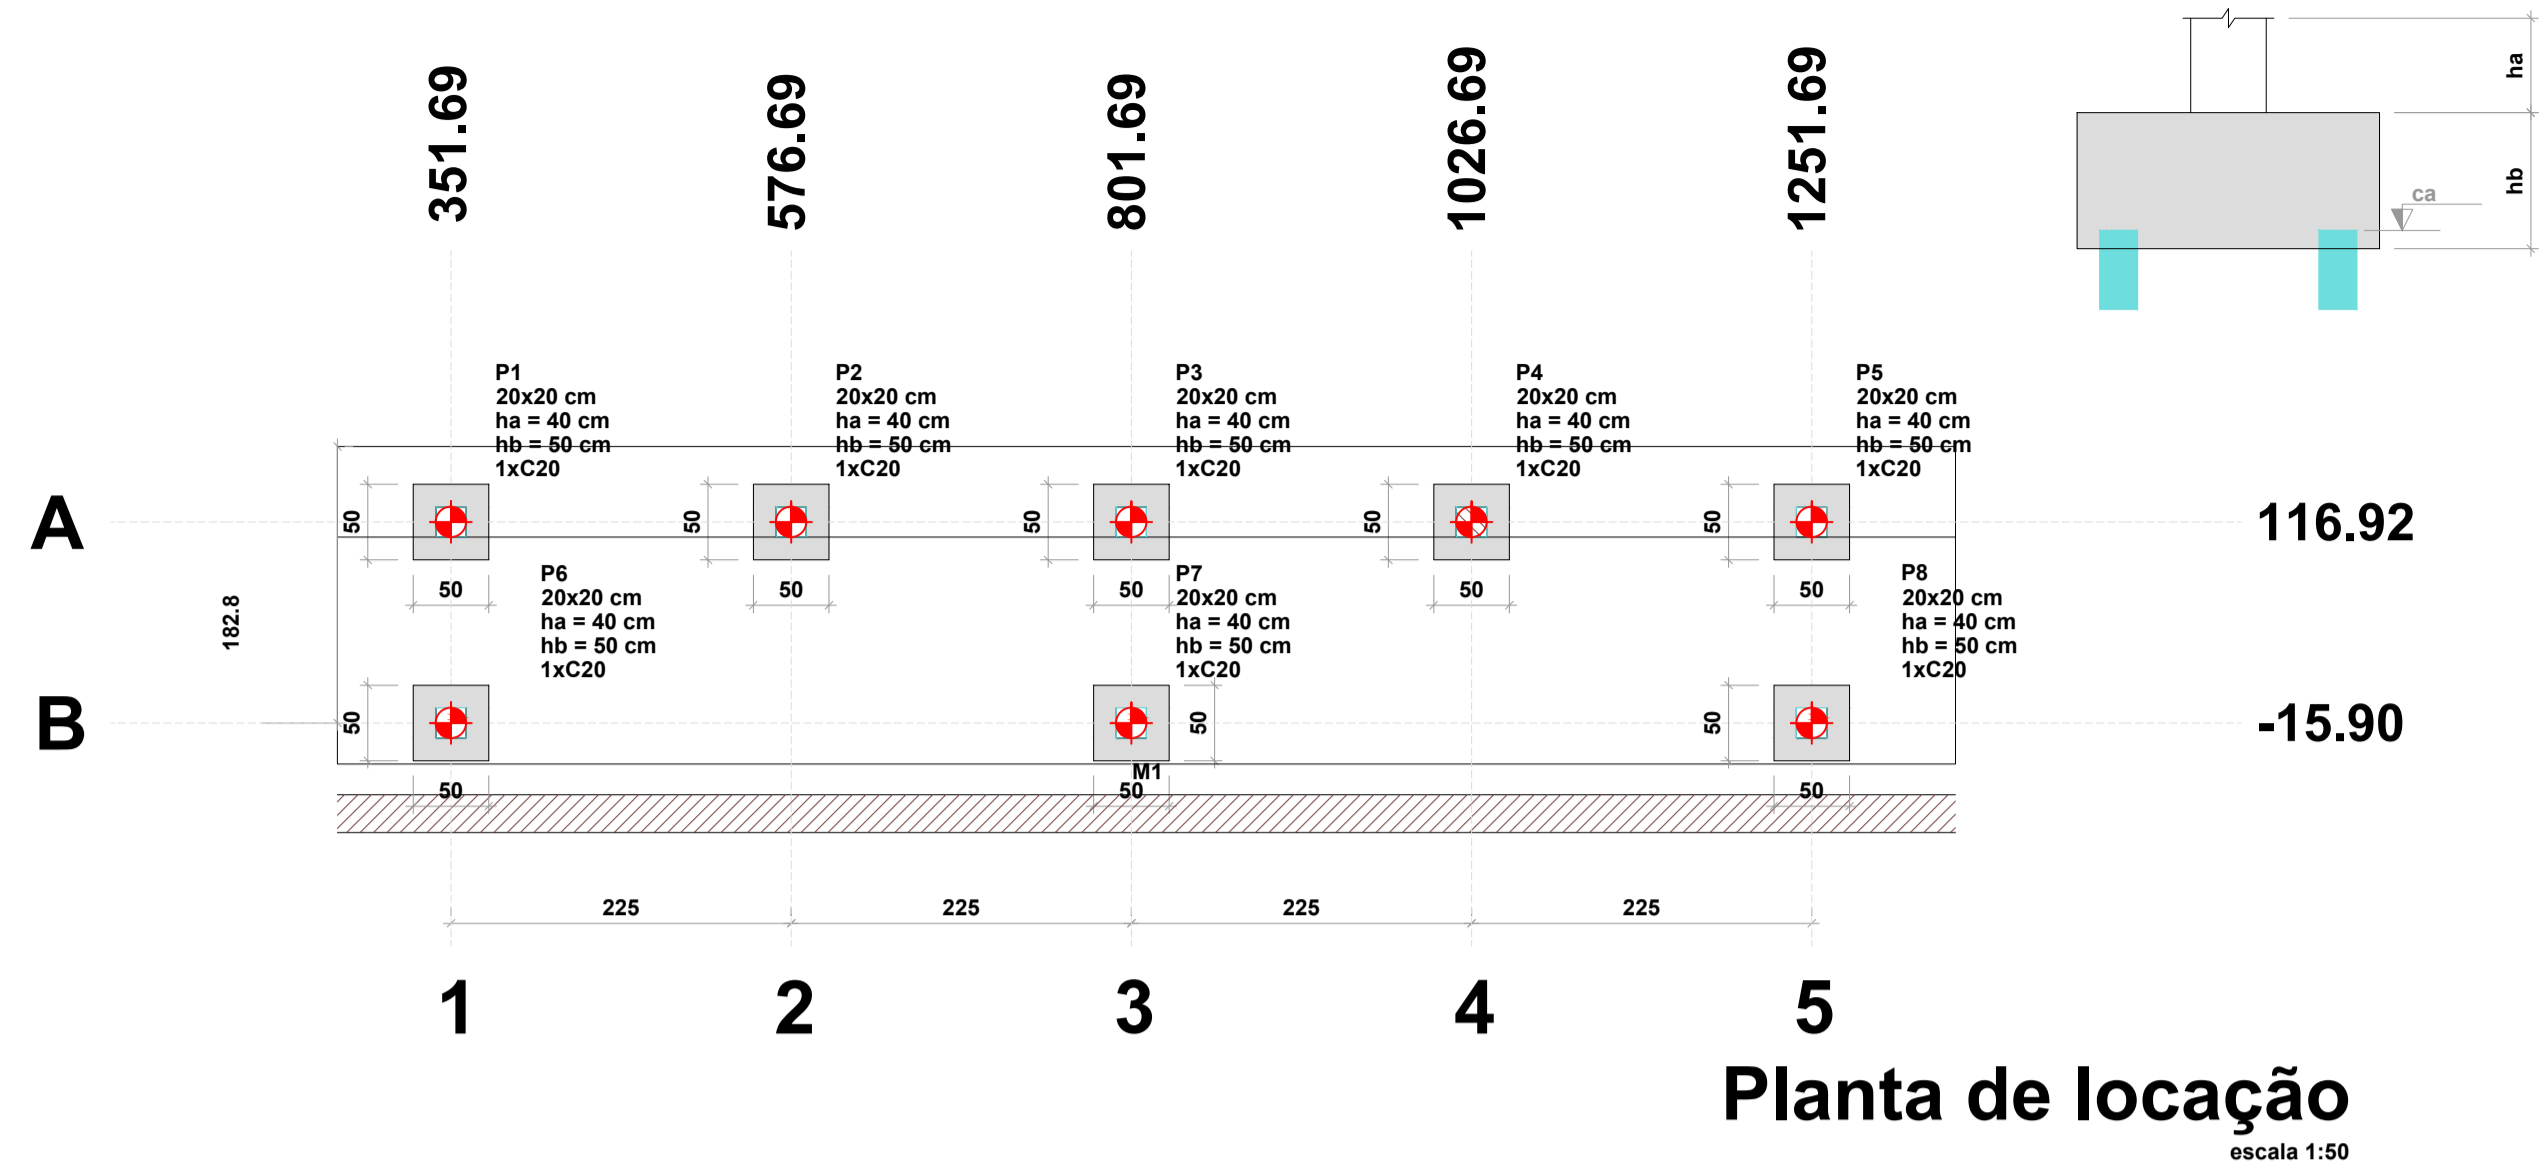 351.69
576.69
801.69
1026.69
1251.69
ha
hb
ca
P1
20x20 cm
ha = 40 cm
hb = 50 cm
1xC20
P2
20x20 cm
ha = 40 cm
hb = 50 cm
1xC20
P3
20x20 cm
ha = 40 cm
hb = 50 cm
1xC20
P4
20x20 cm
ha = 40 cm
hb = 50 cm
1xC20
P5
20x20 cm
ha = 40 cm
hb = 50 cm
1xC20
A
50
50
50
50
50
116.92
50
50
50
50
50
182.8
P6
20x20 cm
ha = 40 cm
hb = 50 cm
1xC20
P7
20x20 cm
ha = 40 cm
hb = 50 cm
1xC20
P8
20x20 cm
ha = 40 cm
hb = 50 cm
1xC20
B
50
50
50
-15.90
M1
50
50
50
225
225
225
225
1
2
3
4
5
Planta de locação
escala 1:50